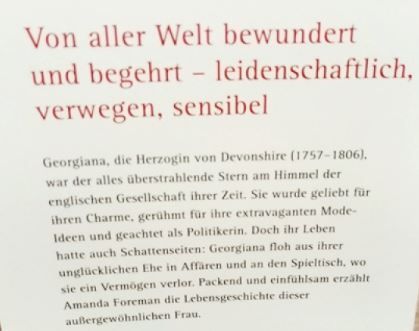 Von aller Welt bewundert
und begehrt – leidenschaftlich,
verwegen, sensibel
Georgiana, die Herzogin von Devonshire (1757–1806),
war der alles überstrahlende Stern am Himmel der
englischen Gesellschaft ihrer Zeit. Sie wurde geliebt für
ihren Charme, gerühmt für ihre extravaganten Mode-
Ideen und geachtet als Politikerin. Doch ihr Leben
hatte auch Schattenseiten: Georgiana floh aus ihrer
unglücklichen Ehe in Affären und an den Spieltisch, wo
sie ein Vermögen verlor. Packend und einfühlsam erzählt
Amanda Foreman die Lebensgeschichte dieser
außergewöhnlichen Frau.